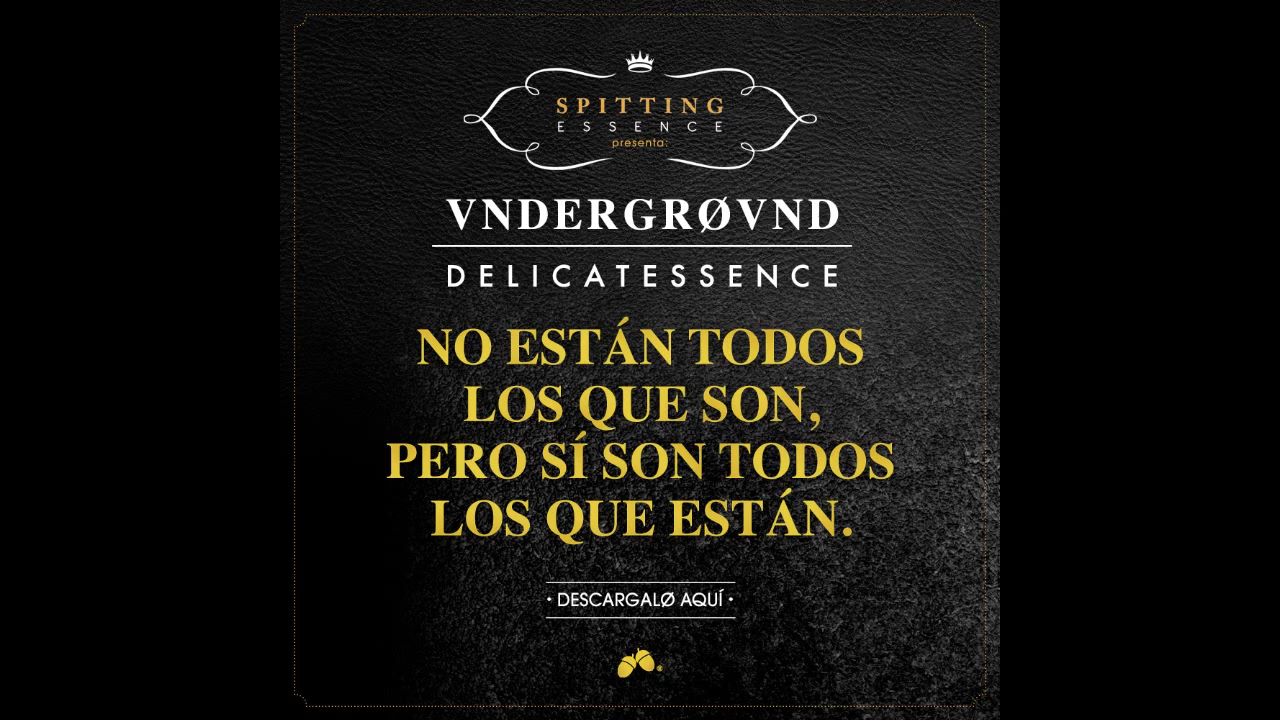 SPITTING
ESSENCE
presenta:
VNDERGRØVND
DELICATESSENCE
NO ESTÁN TODOS
LOS QUE SON,
PERO SÍ SON TODOS
LOS QUE ESTÁN.
• DESCARGALØ AQUÍ •
®